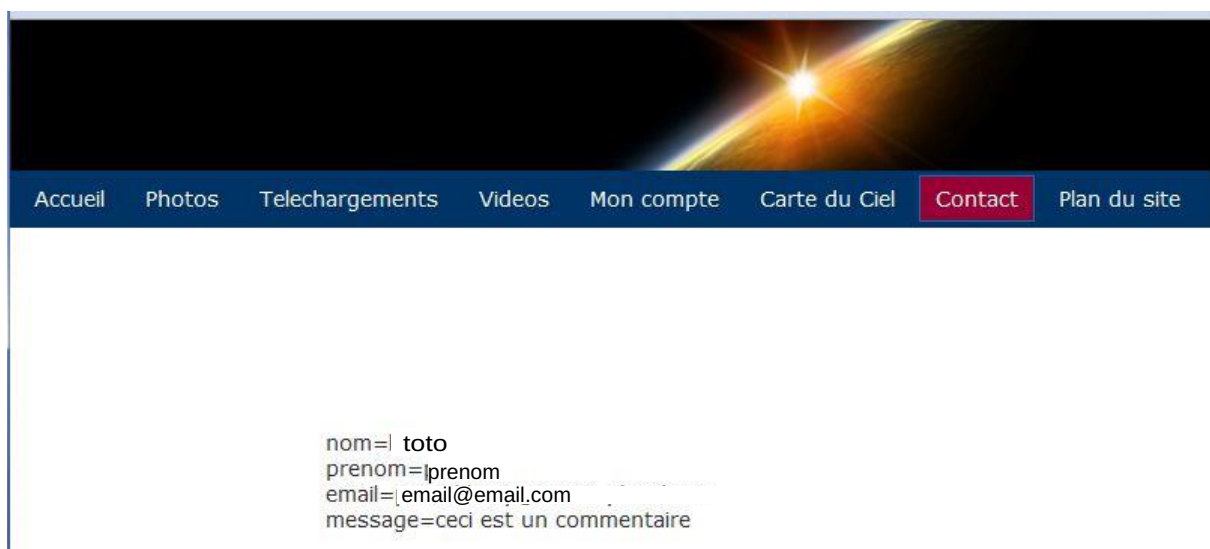 Accueil Photos Telechargements Videos Mon compte Carte du Ciel Contact Plan du site
nom= toto
prenom=prenom
email=email@email.com
message=ceci est un commentaire